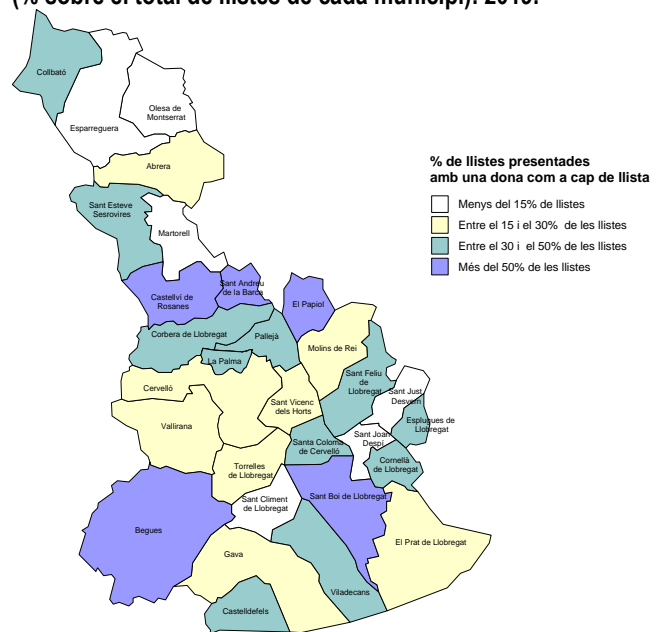 (% sobre el total de llistes de cada municipi). 2019.
Collbató
Olesa de
Montserrat
Esparreguera
Abrera
% de llistes presentades
amb una dona com a cap de llista
Menys del 15% de llistes
Entre el 15 i el 30% de les llistes
Entre el 30 i el 50% de les llistes
Més del 50% de les llistes
Sant Esteve
Sesrovires
Martorell
Sant Andreu
de la Barca
Castellví de
Rosanes
El Papiol
Corbera de Llobregat
Pallejà
La Palma
Molins de Rei
Sant Feliu
de
Llobregat
Cervelló
Sant Just
Desvern
Sant Vicenc
dels Horts
Esplugues de
Llobregat
Vallirana
Sant Joan
Despí
Santa Coloma
de Cervelló
Cornellà
de Llobregat
Torrelles
de Llobregat
Sant Climent
de Llobregat
Sant Boi de Llobregat
Begues
El Prat de Llobregat
Gava
Viladecans
Castelldefels